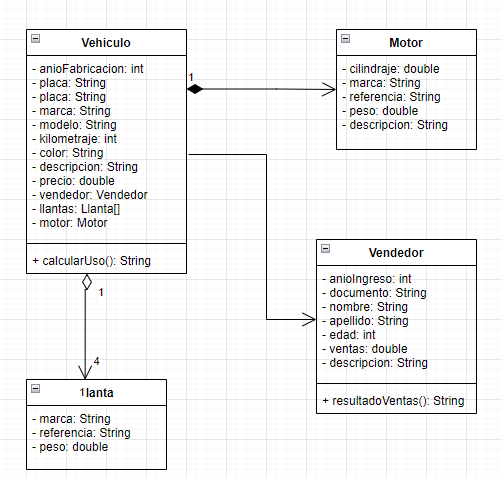 Vehiculo
- anioFabricacion: int
- placa: String
- placa: String
- marca: String
- modelo: String
- kilometraje: int
- color: String
- descripcion: String
- precio: double
- vendedor: Vendedor
- llantas: Llanta[]
- motor: Motor
+ calcularUso(): String
1
Motor
- cilindraje: double
- marca: String
- referencia: String
- peso: double
- descripcion: String
Vendedor
- anioIngreso: int
- documento: String
- nombre: String
- apellido: String
- edad: int
- ventas: double
- descripcion: String
+ resultadoVentas(): String
1
4
1lanta
- marca: String
- referencia: String
- peso: double